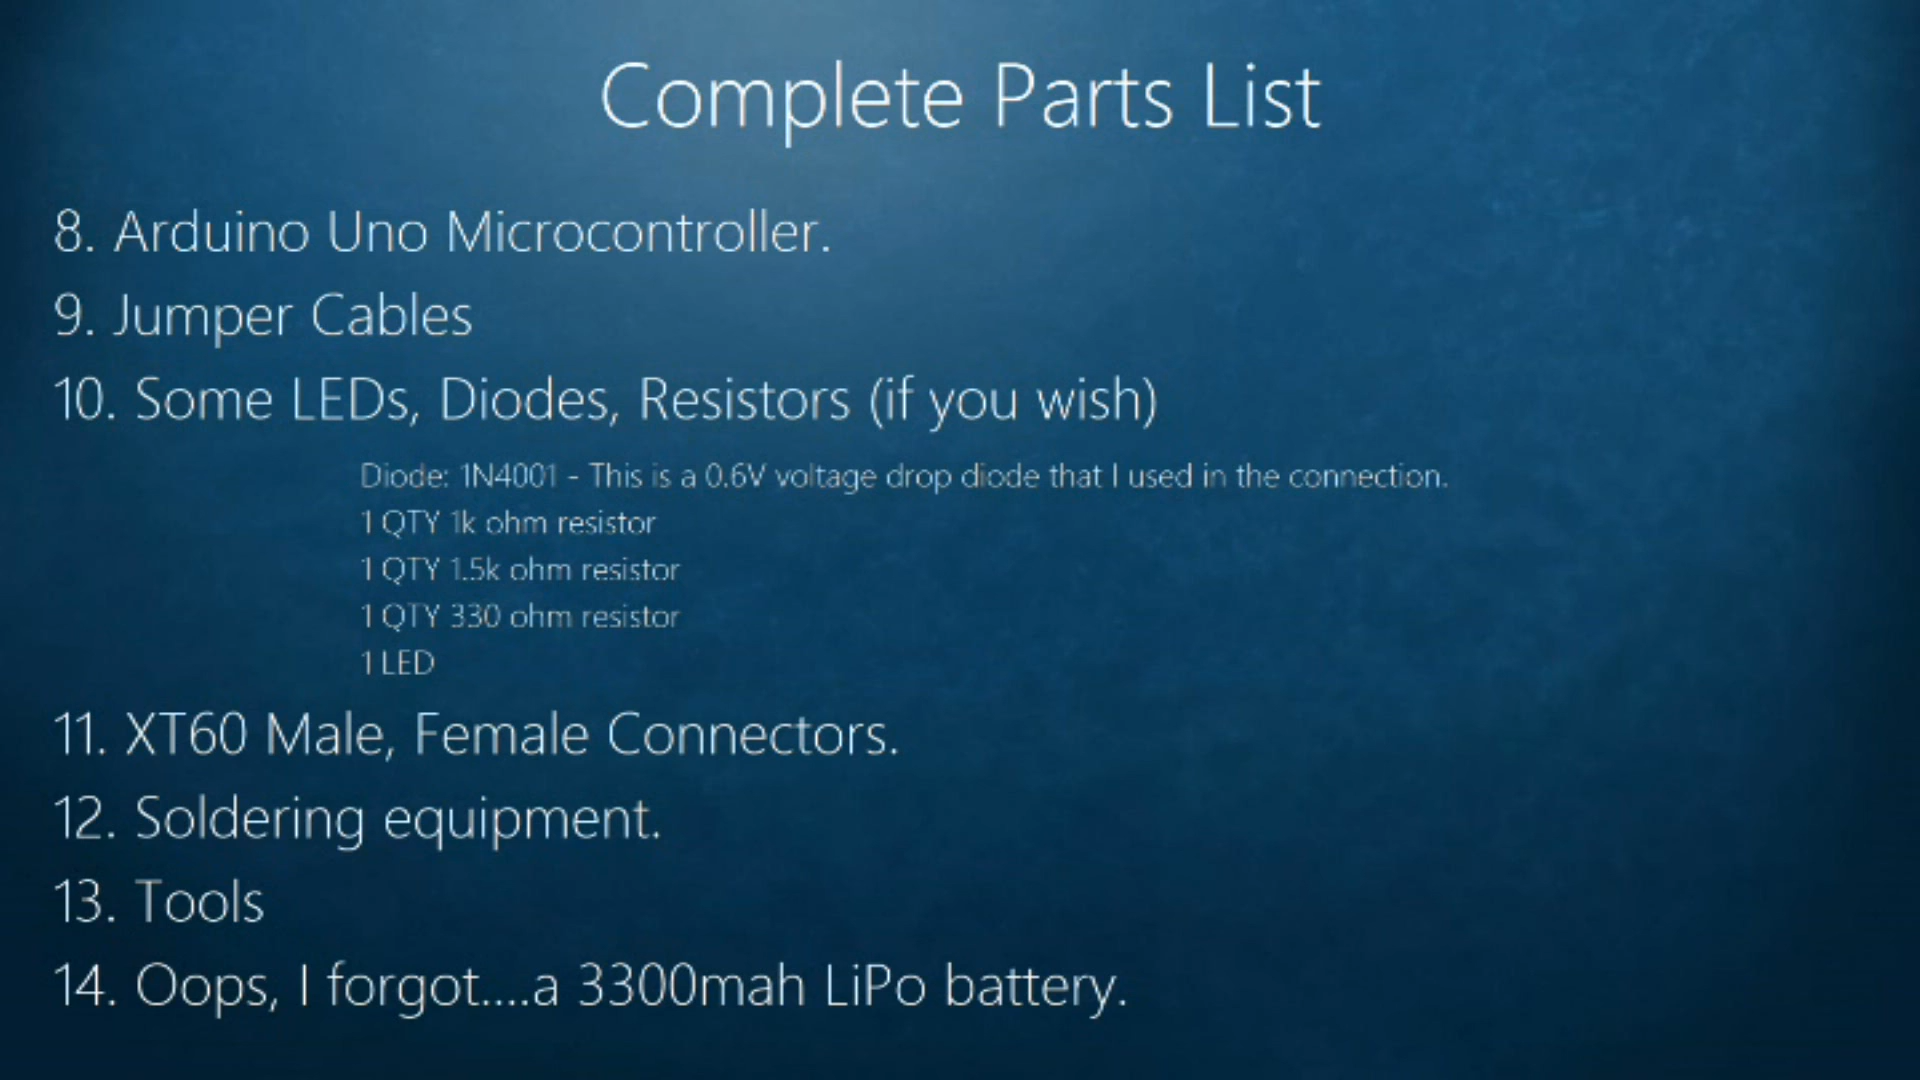 Complete Parts List
8. Arduino Uno Microcontroller.
9. Jumper Cables
10. Some LEDs, Diodes, Resistors (if you wish)
Diode: 1N4001 - This is a 0.6V voltage drop diode that I used in the connection.
1 QTY 1k ohm resistor
1 QTY 1.5k ohm resistor
1 QTY 330 ohm resistor
1 LED
11. XT60 Male, Female Connectors.
12. Soldering equipment.
13. Tools
14. Oops, I forgot....a 3300mah LiPo battery.